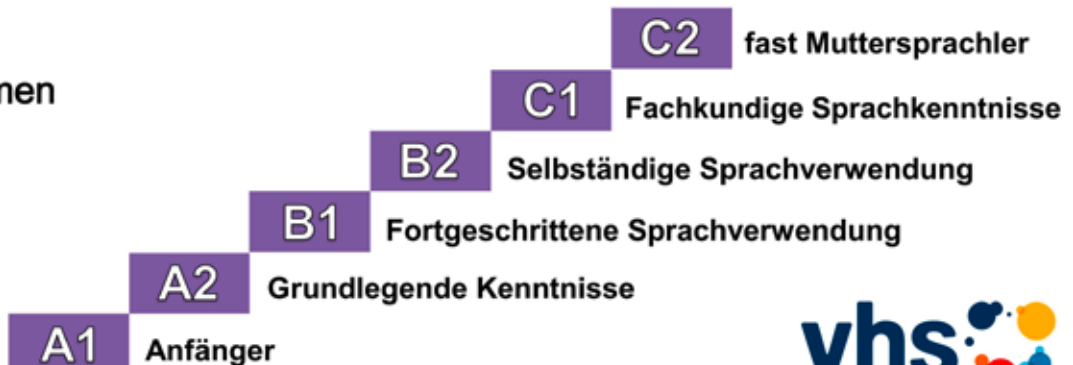 C2 fast Muttersprachler
C1 Fachkundige Sprachkenntnisse
B2 Selbständige Sprachverwendung
B1 Fortgeschrittene Sprachverwendung
A2 Grundlegende Kenntnisse
A1 Anfänger
vhs